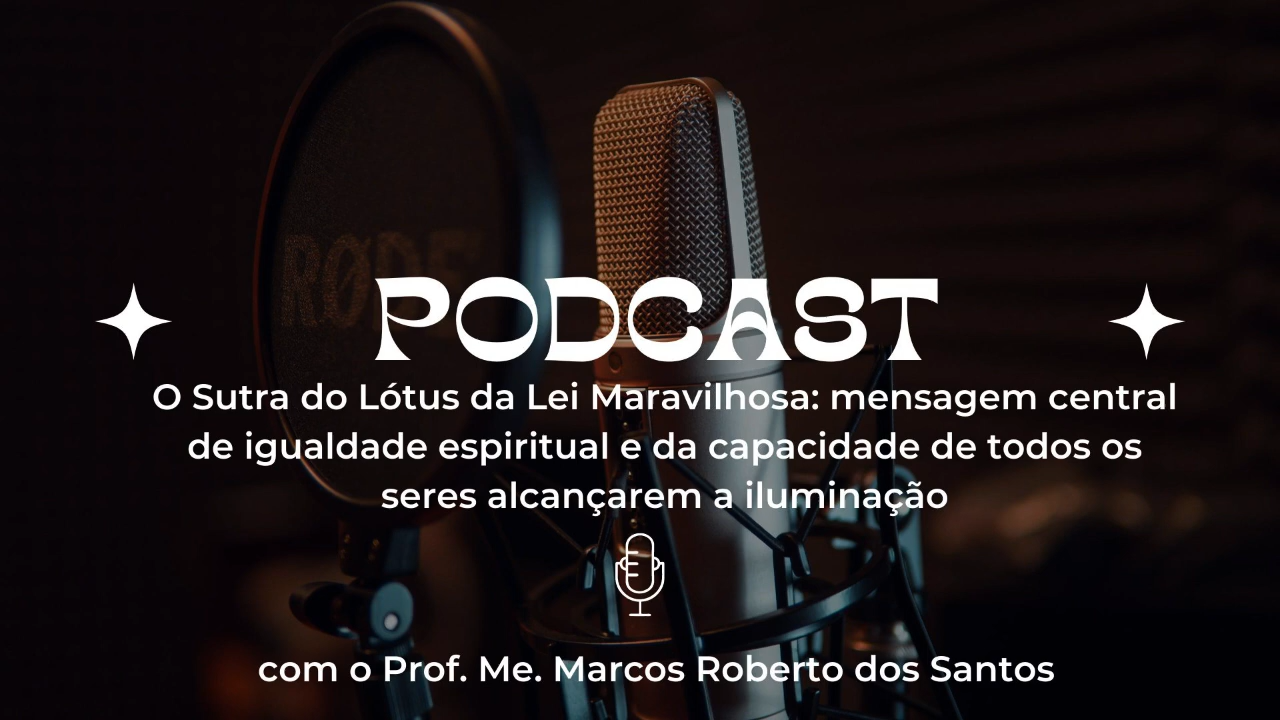 RØDE
PODCAST
O Sutra do Lótus da Lei Maravilhosa: mensagem central
de igualdade espiritual e da capacidade de todos os
seres alcançarem a iluminação
com o Prof. Me. Marcos Roberto dos Santos